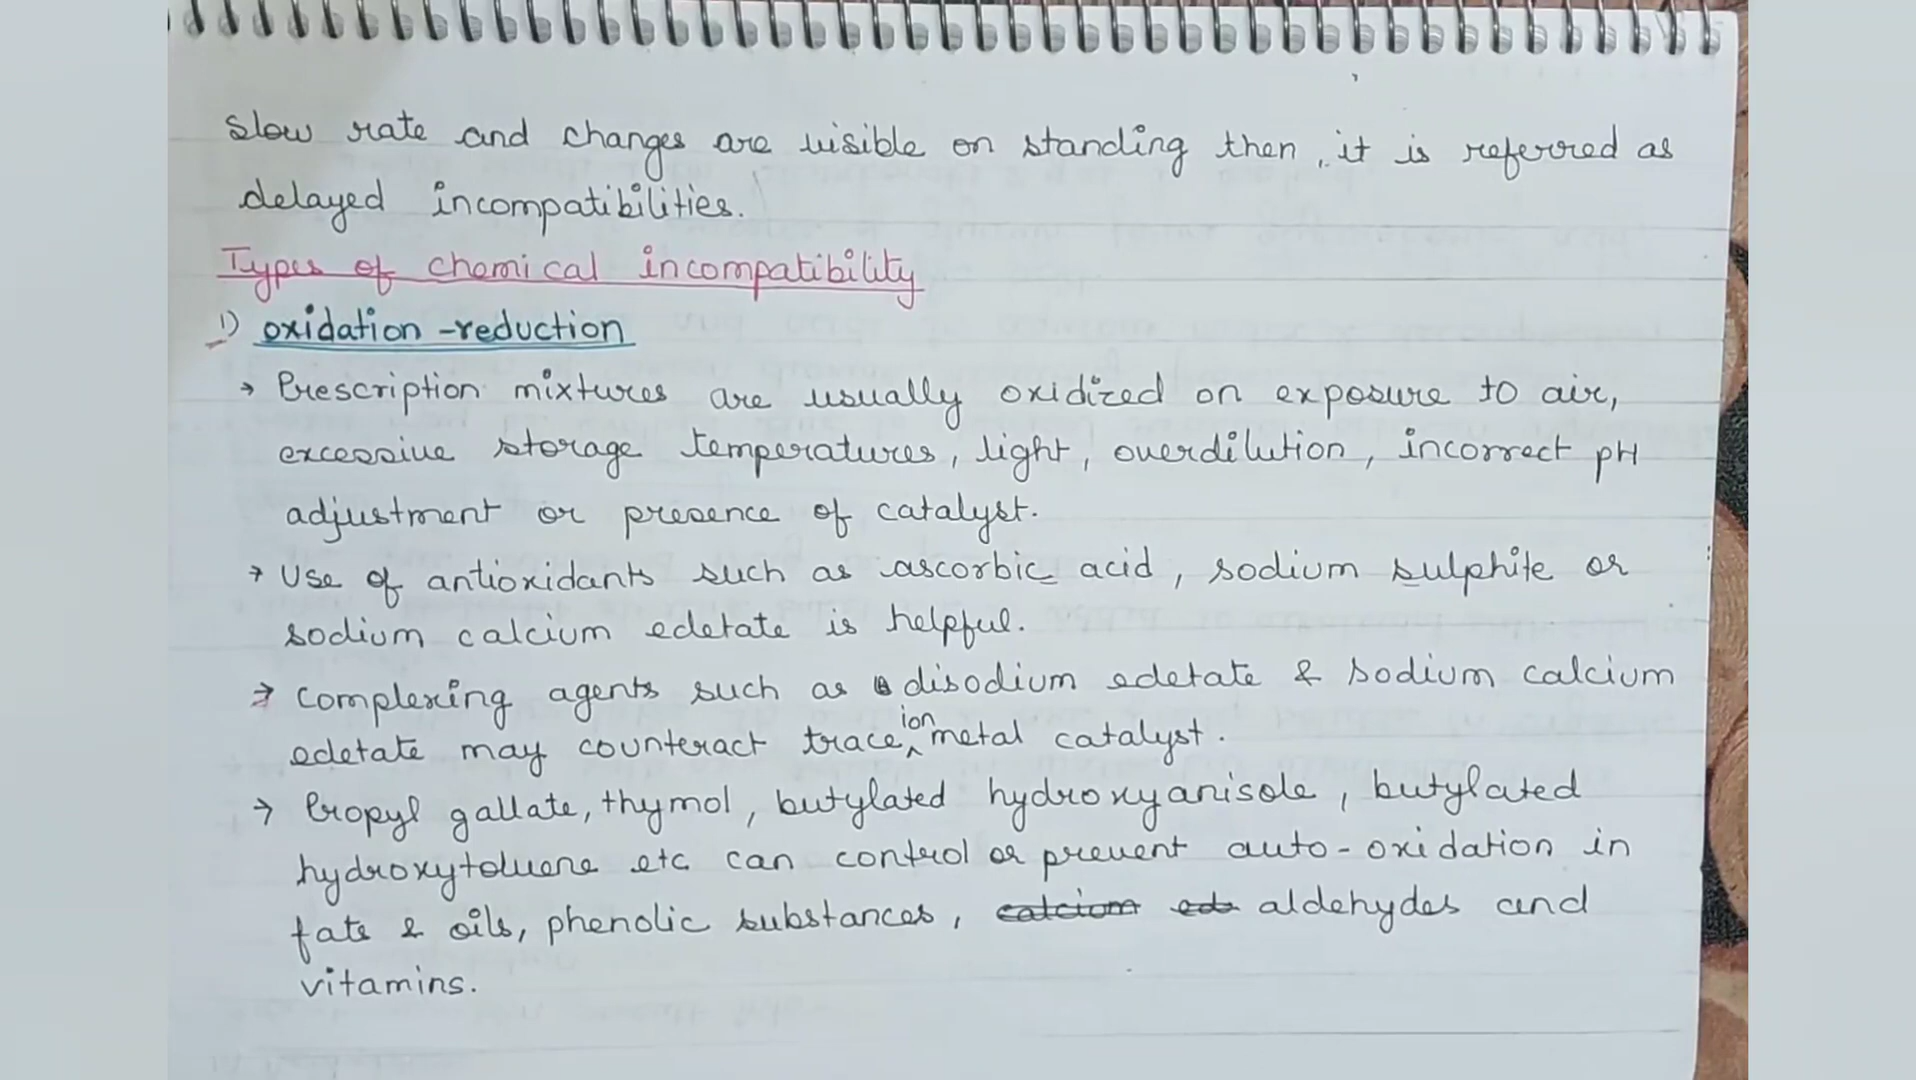 slow rate and changes are visible on standing then, it is referred as
delayed incompatibilities.
Types of chemical incompatibility
1) oxidation-reduction
→ Prescription mixtures are usually oxidized on exposure to air,
excessive storage temperatures, light, overdilution, incorrect pH
adjustment or presence of catalyst.
→ Use of antioxidants such as ascorbic acid, sodium sulphite or
sodium calcium edetate is helpful.
→ Complexing agents such as disodium edetate & sodium calcium
edetate may counteract trace ion metal catalyst.
→ Propyl gallate, thymol, butylated hydroxyanisole, butylated
hydroxytoluene etc can control or prevent auto-oxidation in
fats & oils, phenolic substances, calcium edt aldehydes and
vitamins.